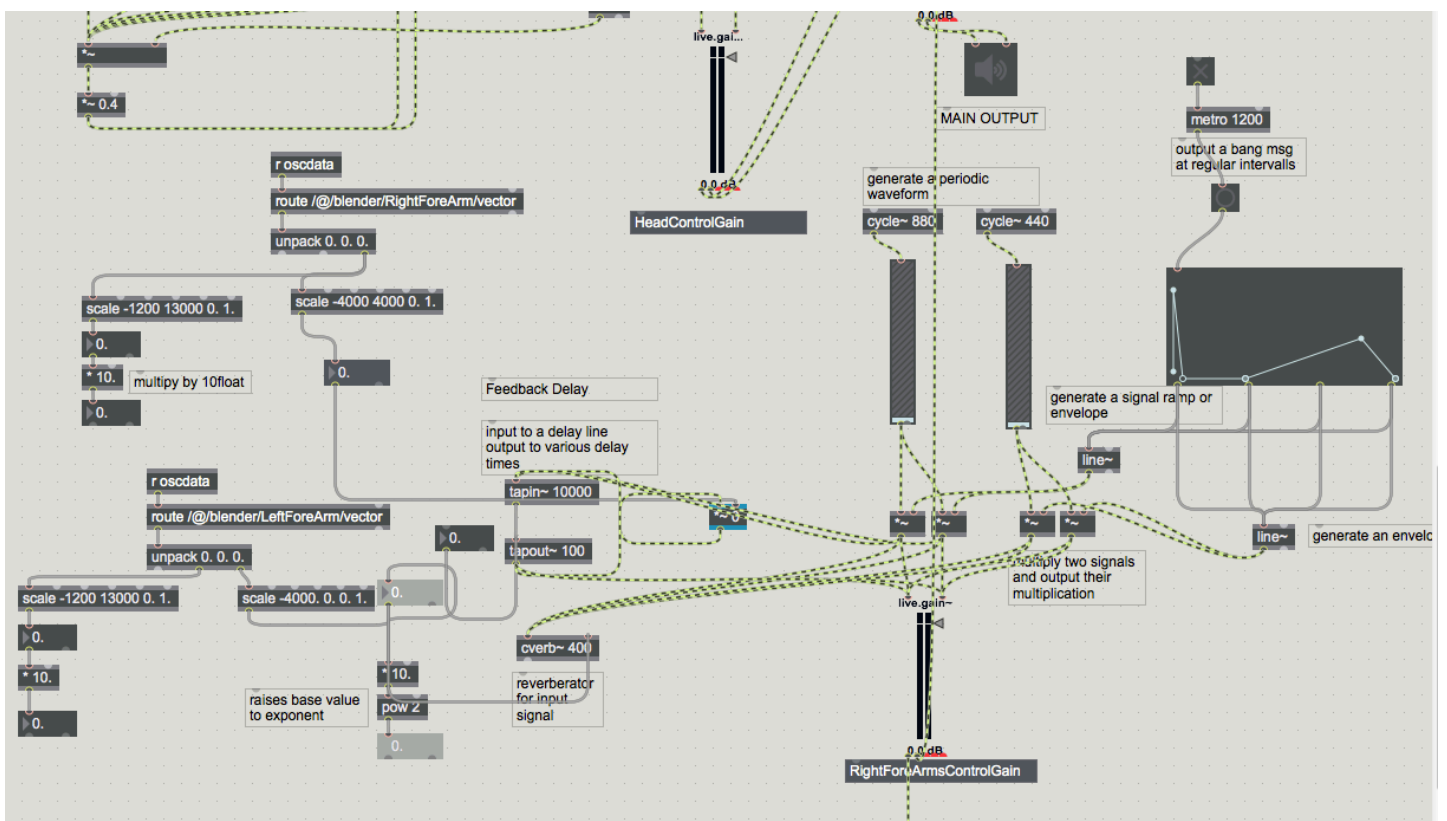 0.0 dB
live.gai...
*~
*~ 0.4
MAIN OUTPUT
metro 1200
output a bang msg
at regular intervalls
r oscdata
route /@/blender/RightForeArm/vector
unpack 0. 0. 0.
0.0 dB
HeadControlGain
generate a periodic
waveform
cycle~ 880
cycle~ 440
scale -1200 13000 0. 1.
scale -4000 4000 0. 1.
0.
* 10.
multipy by 10float
0.
0.
Feedback Delay
input to a delay line
output to various delay
times
generate a signal ramp or
envelope
line~
r oscdata
route /@/blender/LeftForeArm/vector
unpack 0. 0. 0.
tapin~ 10000
*~ 0
*~
*~
*~
*~
line~
generate an envelo
0.
tapout~ 100
multiply two signals
and output their
multiplication
scale -1200 13000 0. 1.
scale -4000. 0. 0. 1.
0.
live.gain~
0.
* 10.
0.
cverb~ 400
reverberator
for input
signal
* 10.
raises base value
to exponent
pow 2
0.
0.0 dB
RightForeArmsControlGain